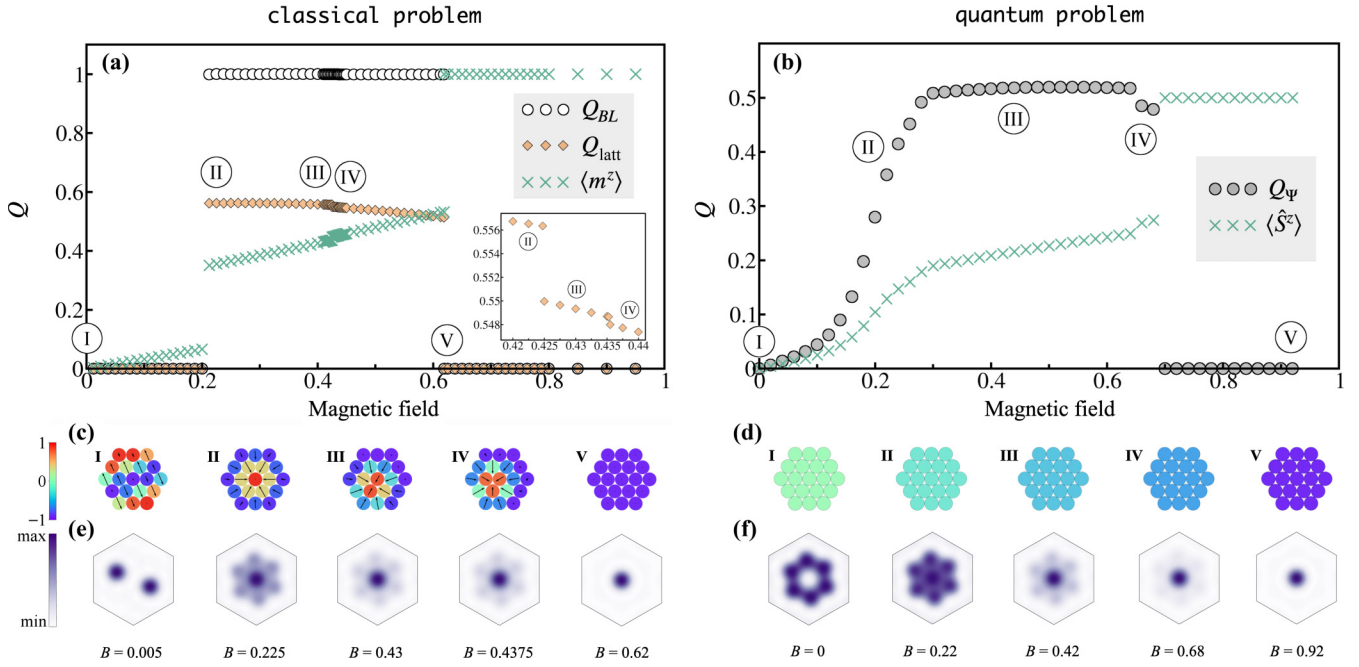 classical problem
quantum problem
(a)
Q
1
0.8
0.6
0.4
0.2
0
Q_BL
Q_latt
⟨m^z⟩
I
II
III
IV
V
0.556
0.554
0.552
0.55
0.548
II
III
IV
0.42 0.425 0.43 0.435 0.44
0 0.2 0.4 0.6 0.8 1
Magnetic field
(b)
Q
0.5
0.4
0.3
0.2
0.1
0
Q_Ψ
⟨Ŝ^z⟩
I
II
III
IV
V
0 0.2 0.4 0.6 0.8 1
Magnetic field
(c)
1
0
−1
I II III IV V
(d)
I II III IV V
(e)
max
min
B = 0.005 B = 0.225 B = 0.43 B = 0.4375 B = 0.62
(f)
B = 0 B = 0.22 B = 0.42 B = 0.68 B = 0.92